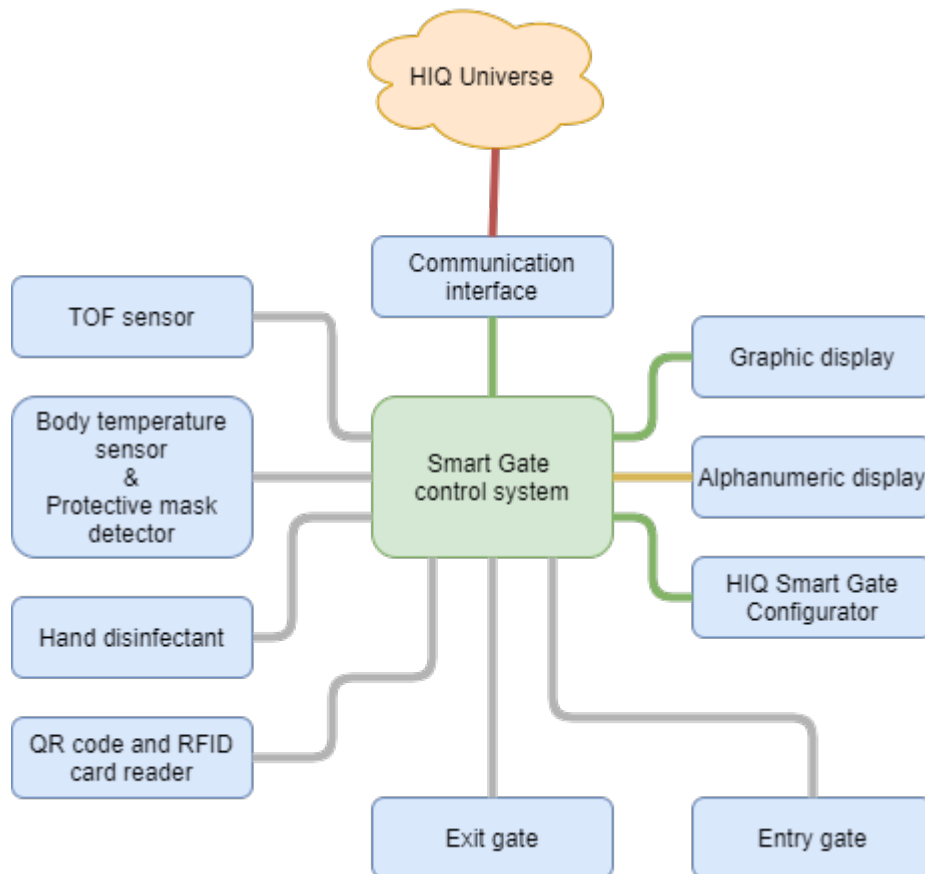 HIQ Universe
Communication
interface
TOF sensor
Graphic display
Body temperature
sensor
&
Protective mask
detector
Smart Gate
control system
Alphanumeric display
HIQ Smart Gate
Configurator
Hand disinfectant
QR code and RFID
card reader
Exit gate
Entry gate